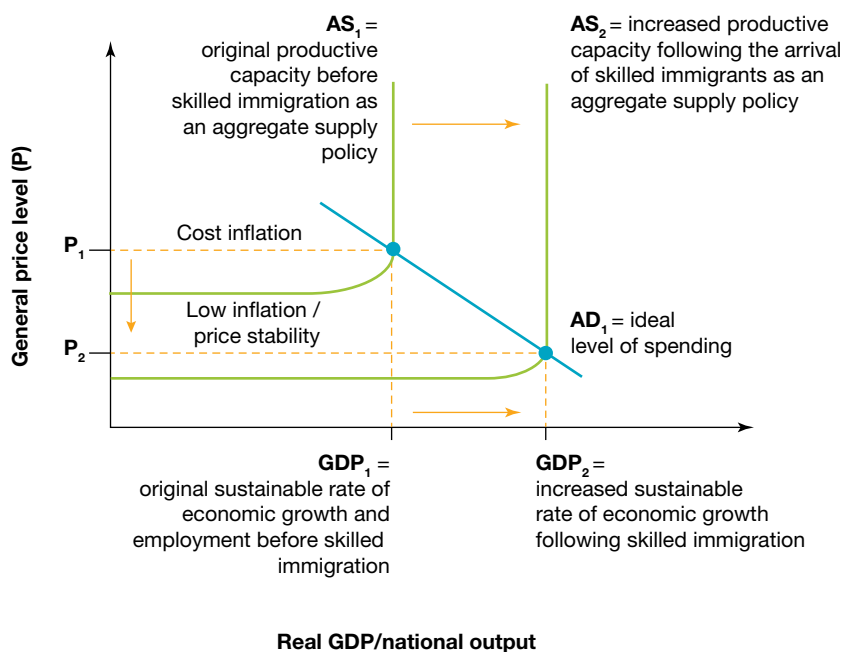 AS1 =
original productive
capacity before
skilled immigration as
an aggregate supply
policy
AS2 = increased productive
capacity following the arrival
of skilled immigrants as an
aggregate supply policy
General price level (P)
P1
Cost inflation
Low inflation /
price stability
P2
AD1 = ideal
level of spending
GDP1 =
original sustainable rate of
economic growth and
employment before skilled
immigration
GDP2 =
increased sustainable
rate of economic growth
following skilled immigration
Real GDP/national output